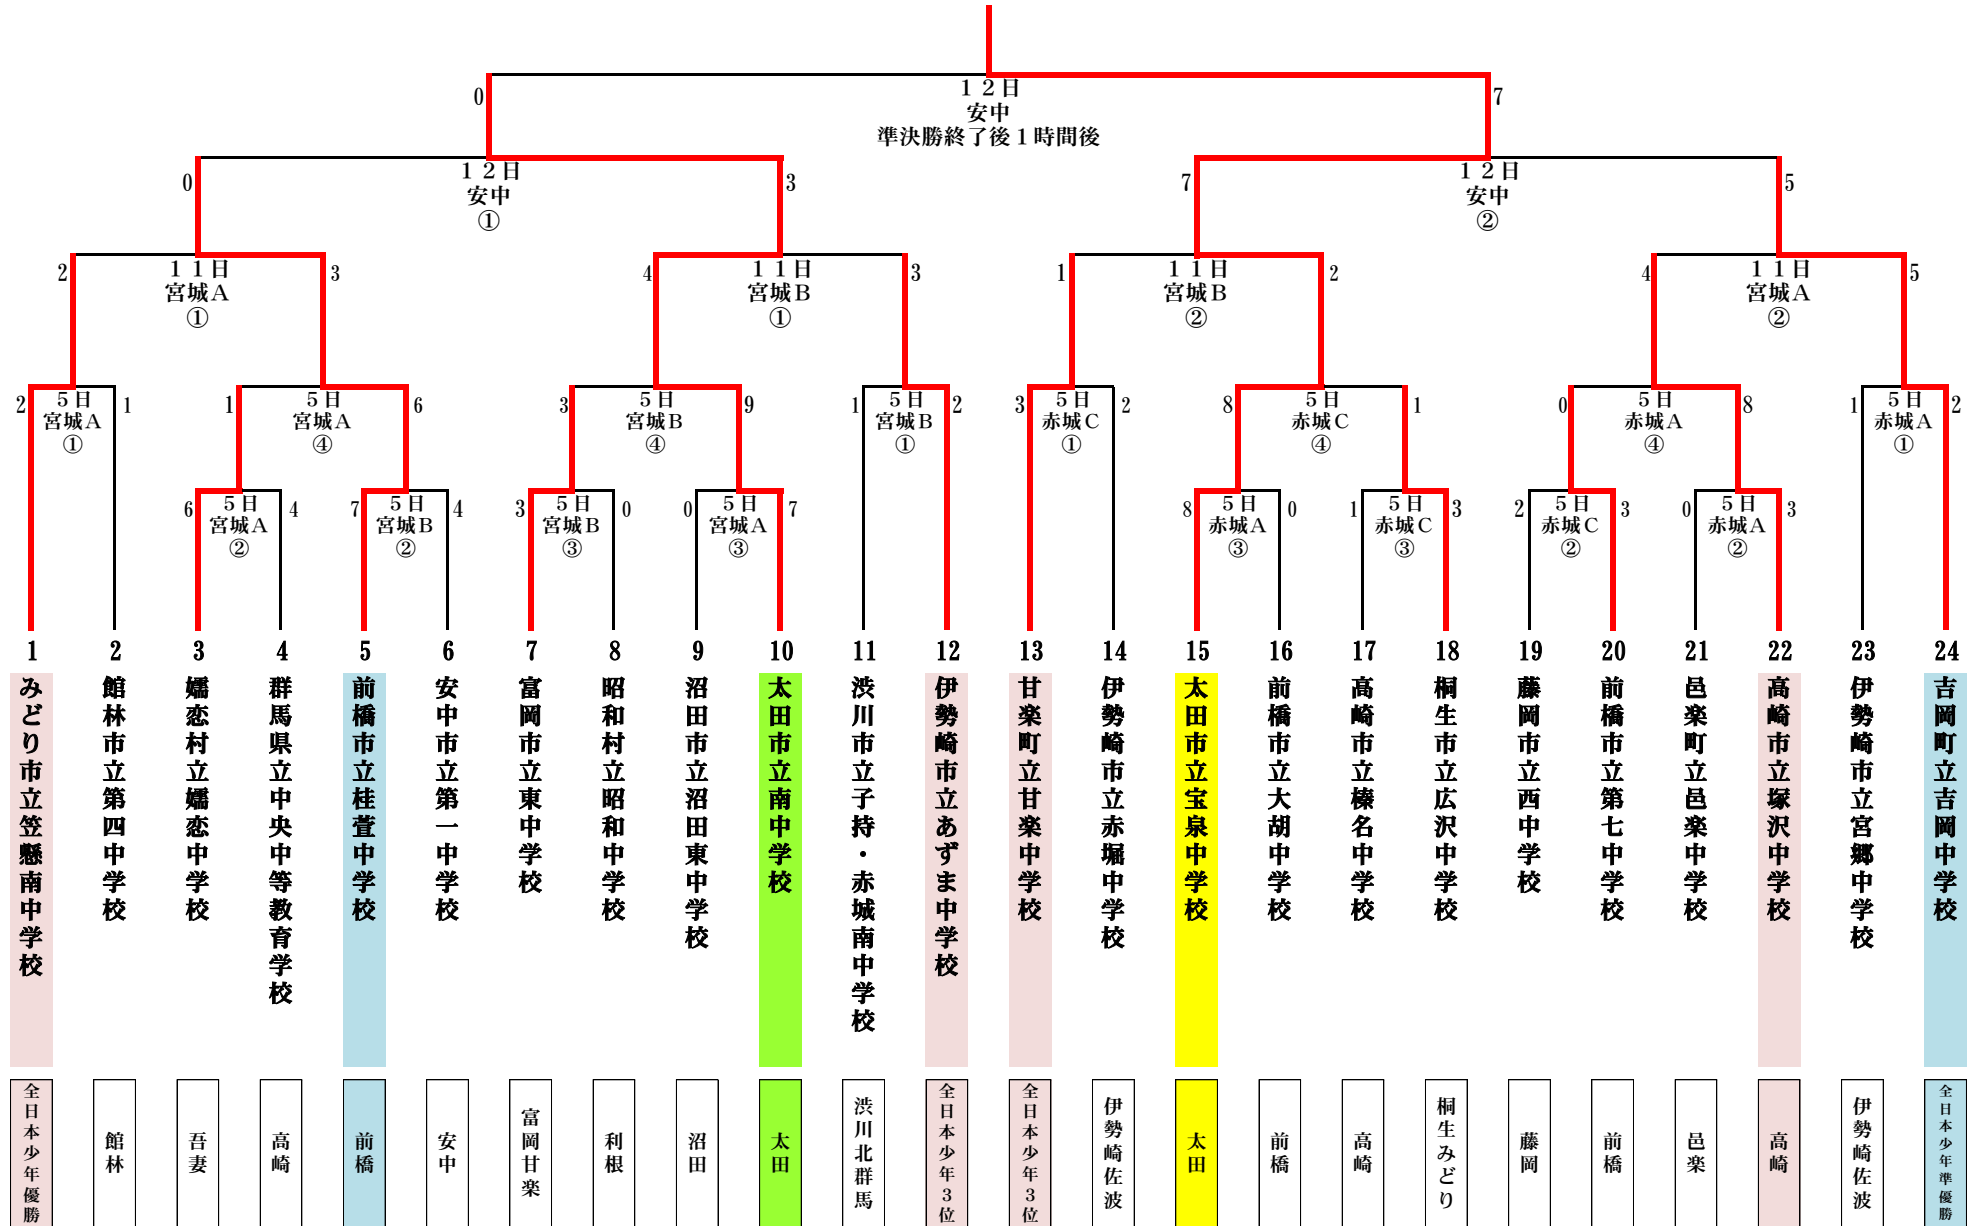 0
7
１２日
安中
準決勝終了後１時間後
0
3
１２日
安中
①
7
5
１２日
安中
②
2
3
１１日
宮城Ａ
①
4
3
１１日
宮城Ｂ
①
1
2
１１日
宮城Ｂ
②
4
5
１１日
宮城Ａ
②
2
1
５日
宮城Ａ
①
1
6
５日
宮城Ａ
④
3
9
５日
宮城Ｂ
④
1
2
５日
宮城Ｂ
①
3
2
５日
赤城Ｃ
①
8
1
５日
赤城Ｃ
④
0
8
５日
赤城Ａ
④
1
2
５日
赤城Ａ
①
6
4
５日
宮城Ａ
②
7
4
５日
宮城Ｂ
②
3
0
５日
宮城Ｂ
③
0
7
５日
宮城Ａ
③
8
0
５日
赤城Ａ
③
1
3
５日
赤城Ｃ
③
2
3
５日
赤城Ｃ
②
0
3
５日
赤城Ａ
②
1 2 3 4 5 6 7 8 9 10 11 12 13 14 15 16 17 18 19 20 21 22 23 24
みどり市立笠懸南中学校
館林市立第四中学校
嬬恋村立嬬恋中学校
群馬県立中央中等教育学校
前橋市立桂萱中学校
安中市立第一中学校
富岡市立東中学校
昭和村立昭和中学校
沼田市立沼田東中学校
太田市立南中学校
渋川市立子持・赤城南中学校
伊勢崎市立あずま中学校
甘楽町立甘楽中学校
伊勢崎市立赤堀中学校
太田市立宝泉中学校
前橋市立大胡中学校
高崎市立榛名中学校
桐生市立広沢中学校
藤岡市立西中学校
前橋市立第七中学校
邑楽町立邑楽中学校
高崎市立塚沢中学校
伊勢崎市立宮郷中学校
吉岡町立吉岡中学校
全日本少年優勝
館林
吾妻
高崎
前橋
安中
富岡甘楽
利根
沼田
太田
渋川北群馬
全日本少年３位
全日本少年３位
伊勢崎佐波
太田
前橋
高崎
桐生みどり
藤岡
前橋
邑楽
高崎
伊勢崎佐波
全日本少年準優勝